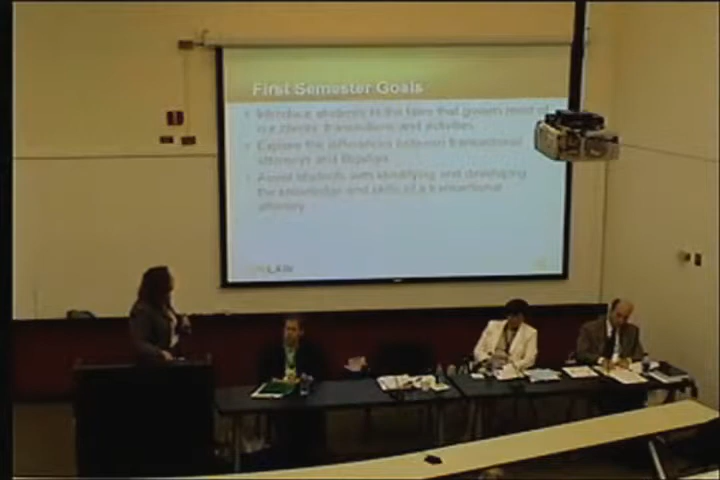 First Semester Goals
Introduce students to the laws that govern most of
our clients' transactions and activities
Explore the differences between transactional
attorneys and litigators
Assist students with identifying and developing
the knowledge and skills of a transactional
attorney
LAW